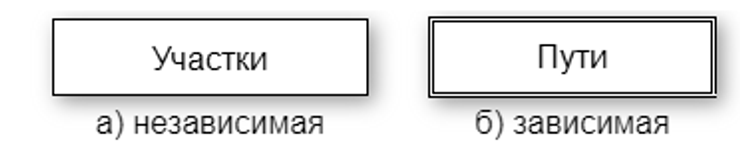 Участки
Пути
а) независимая
б) зависимая